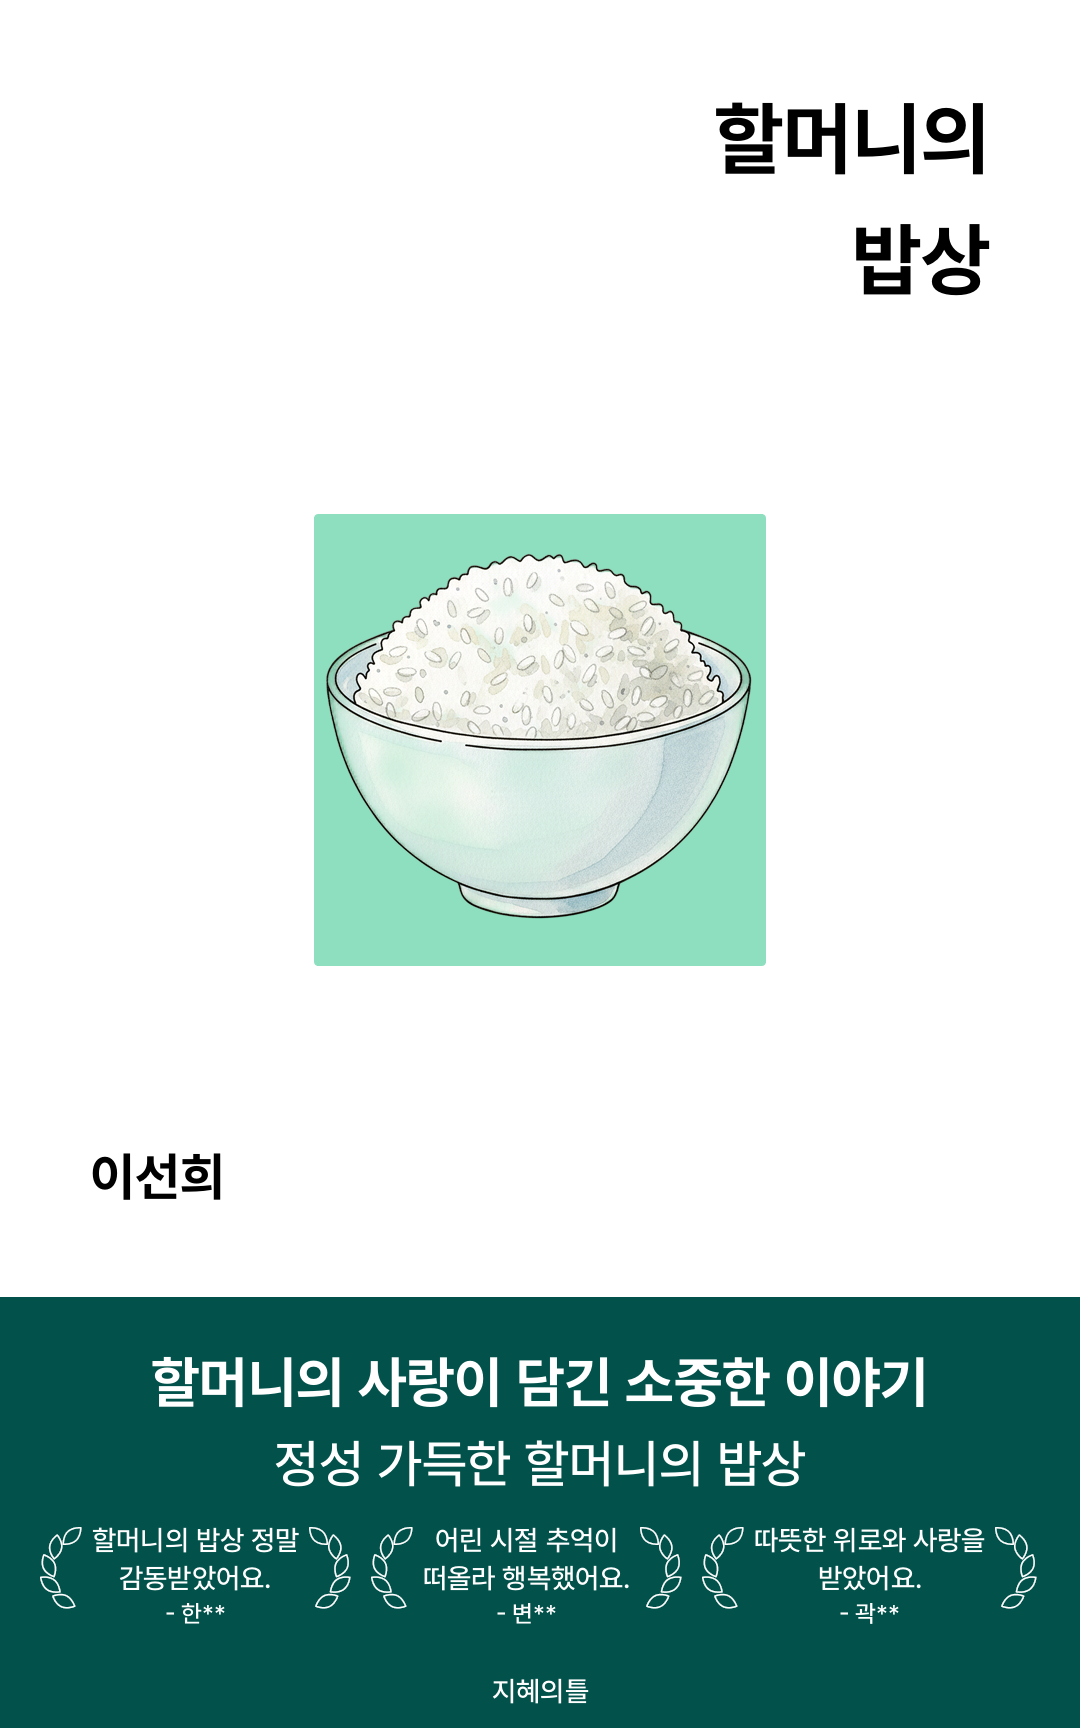 할머니의
밥상
이선희
할머니의 사랑이 담긴 소중한 이야기
정성 가득한 할머니의 밥상
할머니의 밥상 정말
감동받았어요.
- 한**
어린 시절 추억이
떠올라 행복했어요.
- 변**
따뜻한 위로와 사랑을
받았어요.
- 곽**
지혜의틀